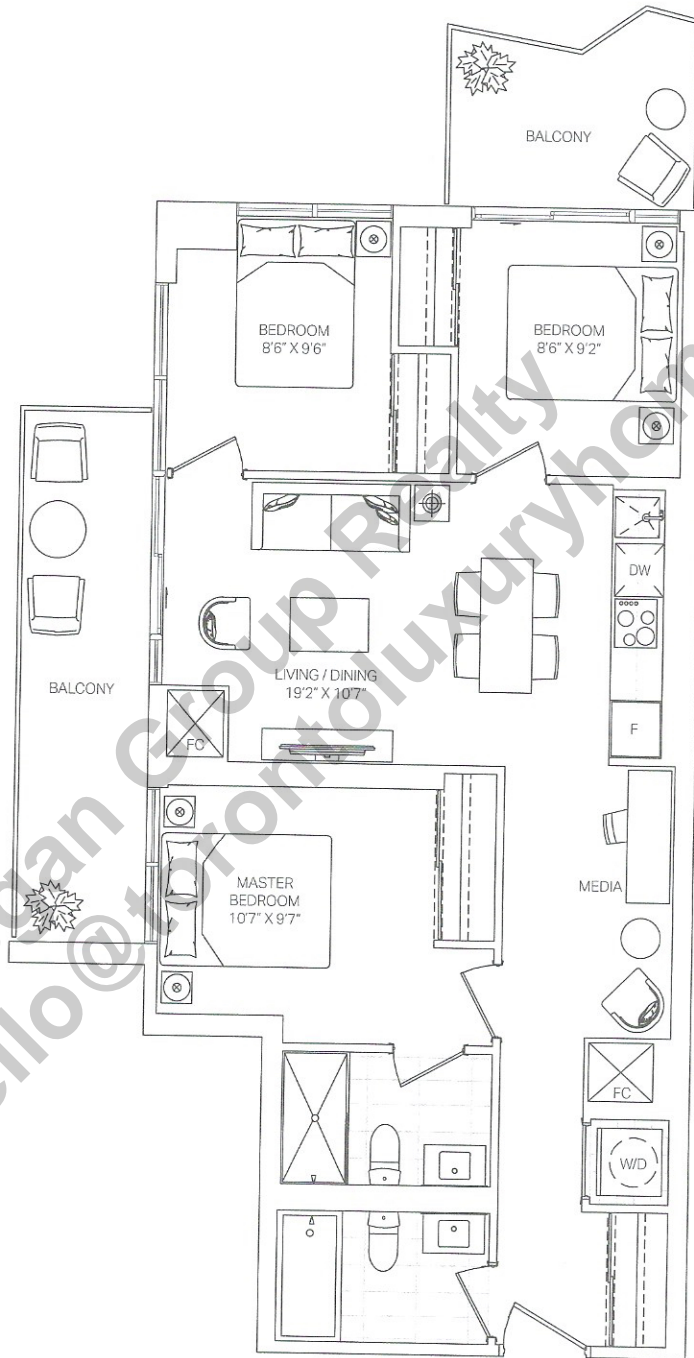 BALCONY
BEDROOM
8'6" X 9'6"
BEDROOM
8'6" X 9'2"
DW
LIVING / DINING
19'2" X 10'7"
BALCONY
FC
F
MASTER
BEDROOM
10'7" X 9'7"
MEDIA
FC
W/D
Group Realty
@torontoluxuryhom